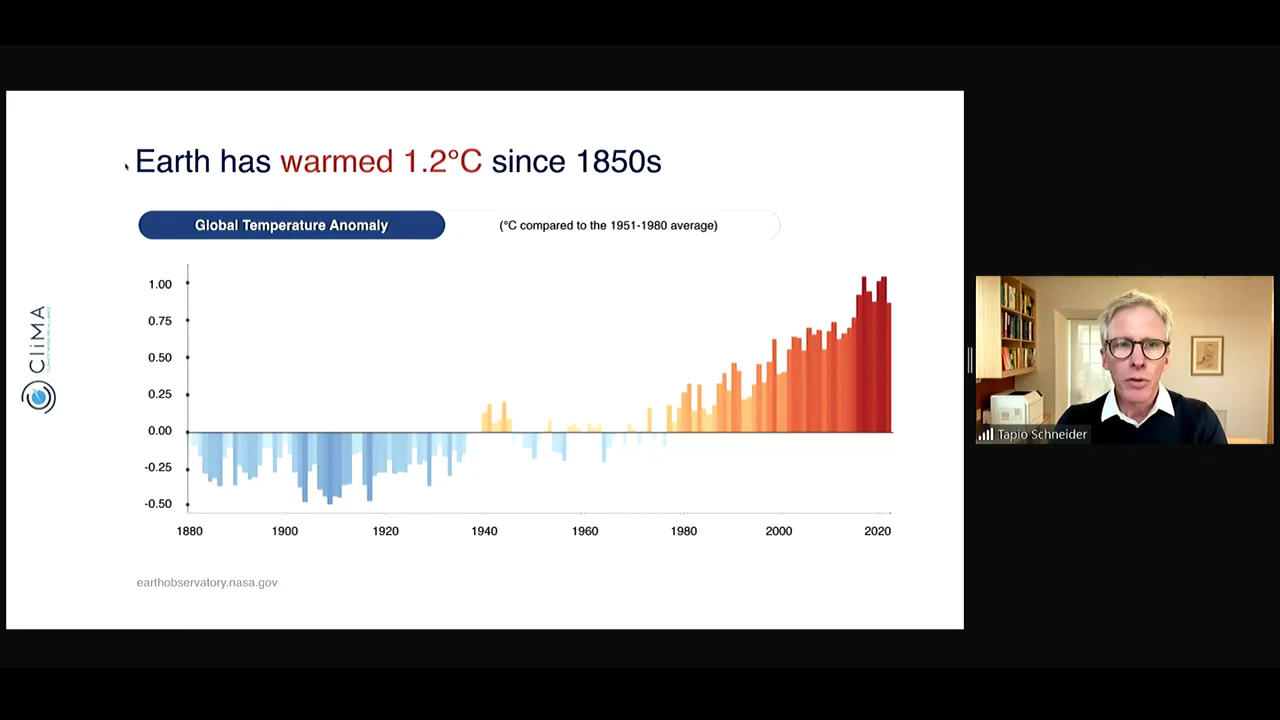 Earth has warmed 1.2°C since 1850s
Global Temperature Anomaly
(°C compared to the 1951-1980 average)
1.00
0.75
0.50
0.25
0.00
-0.25
-0.50
1880
1900
1920
1940
1960
1980
2000
2020
earthobservatory.nasa.gov
CliMA
Tapio Schneider